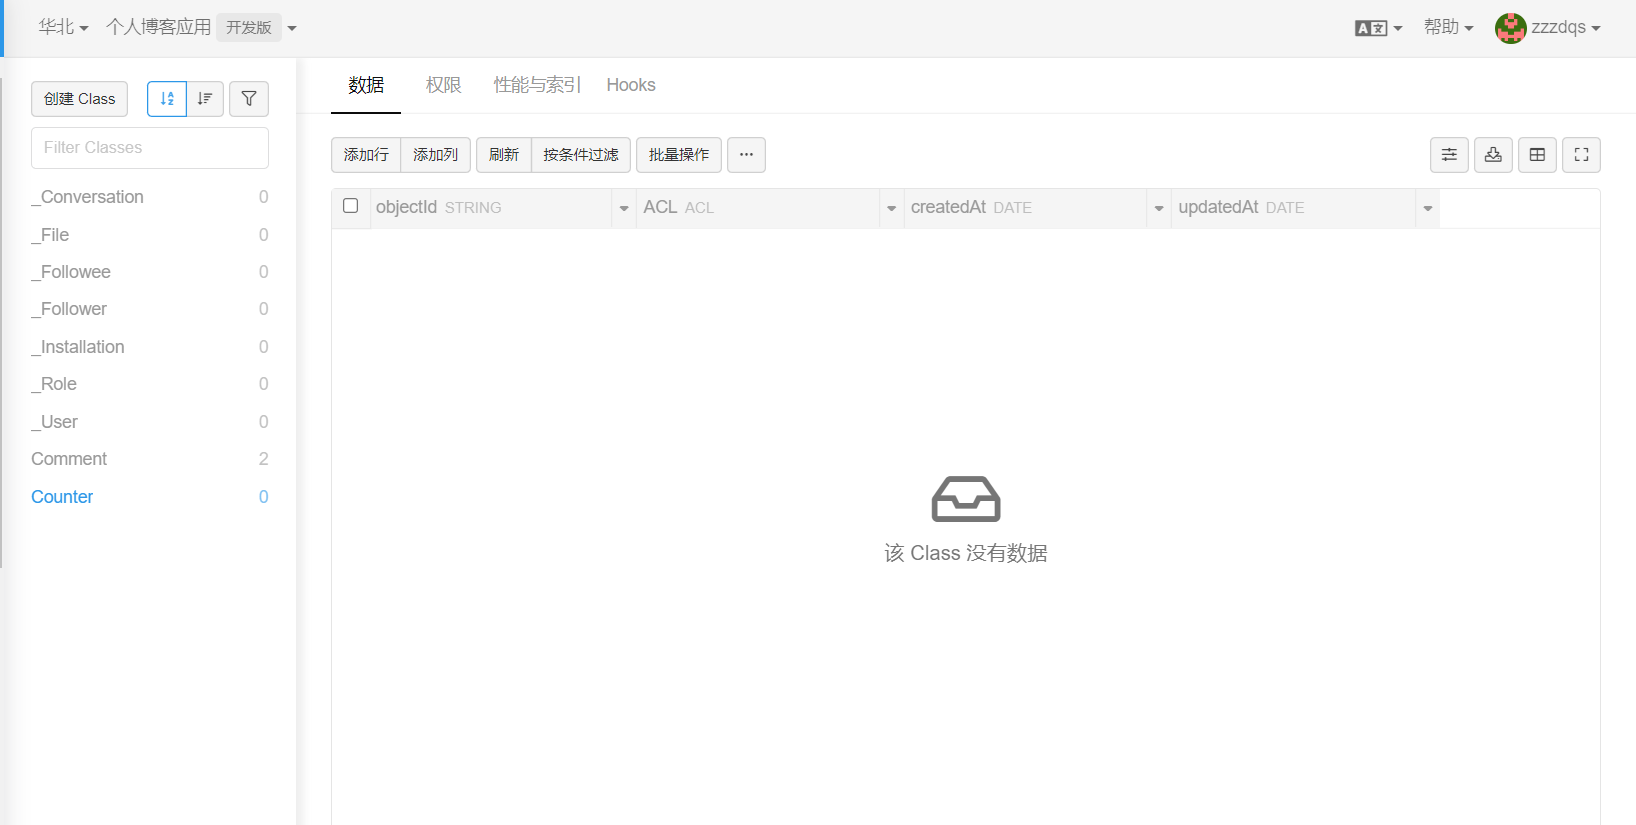 华北 个人博客应用 开发版
A文 帮助 zzzdqs
创建 Class
Filter Classes
_Conversation 0
_File 0
_Followee 0
_Follower 0
_Installation 0
_Role 0
_User 0
Comment 2
Counter 0
数据 权限 性能与索引 Hooks
添加行 添加列 刷新 按条件过滤 批量操作 ···
objectId STRING ACL ACL createdAt DATE updatedAt DATE
该 Class 没有数据